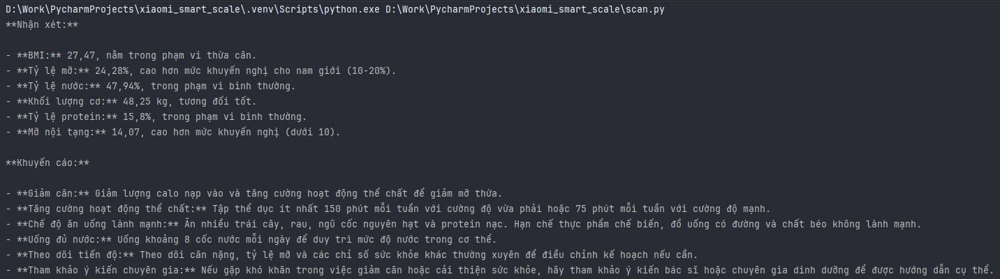 D:\Work\PycharmProjects\xiaomi_smart_scale\.venv\Scripts\python.exe D:\Work\PycharmProjects\xiaomi_smart_scale\scan.py
**Nhận xét:**
- **BMI:** 27,47, nằm trong phạm vi thừa cân.
- **Tỷ lệ mỡ:** 24,28%, cao hơn mức khuyến nghị cho nam giới (10-20%).
- **Tỷ lệ nước:** 47,94%, trong phạm vi bình thường.
- **Khối lượng cơ:** 48,25 kg, tương đối tốt.
- **Tỷ lệ protein:** 15,8%, trong phạm vi bình thường.
- **Mỡ nội tạng:** 14,07, cao hơn mức khuyến nghị (dưới 10).
**Khuyến cáo:**
- **Giảm cân:** Giảm lượng calo nạp vào và tăng cường hoạt động thể chất để giảm mỡ thừa.
- **Tăng cường hoạt động thể chất:** Tập thể dục ít nhất 150 phút mỗi tuần với cường độ vừa phải hoặc 75 phút mỗi tuần với cường độ mạnh.
- **Chế độ ăn uống lành mạnh:** Ăn nhiều trái cây, rau, ngũ cốc nguyên hạt và protein nạc. Hạn chế thực phẩm chế biến, đồ uống có đường và chất béo không lành mạnh.
- **Uống đủ nước:** Uống khoảng 8 cốc nước mỗi ngày để duy trì mức độ nước trong cơ thể.
- **Theo dõi tiến độ:** Theo dõi cân nặng, tỷ lệ mỡ và các chỉ số sức khỏe khác thường xuyên để điều chỉnh kế hoạch nếu cần.
- **Tham khảo ý kiến chuyên gia:** Nếu gặp khó khăn trong việc giảm cân hoặc cải thiện sức khỏe, hãy tham khảo ý kiến bác sĩ hoặc chuyên gia dinh dưỡng để được hướng dẫn cụ thể.